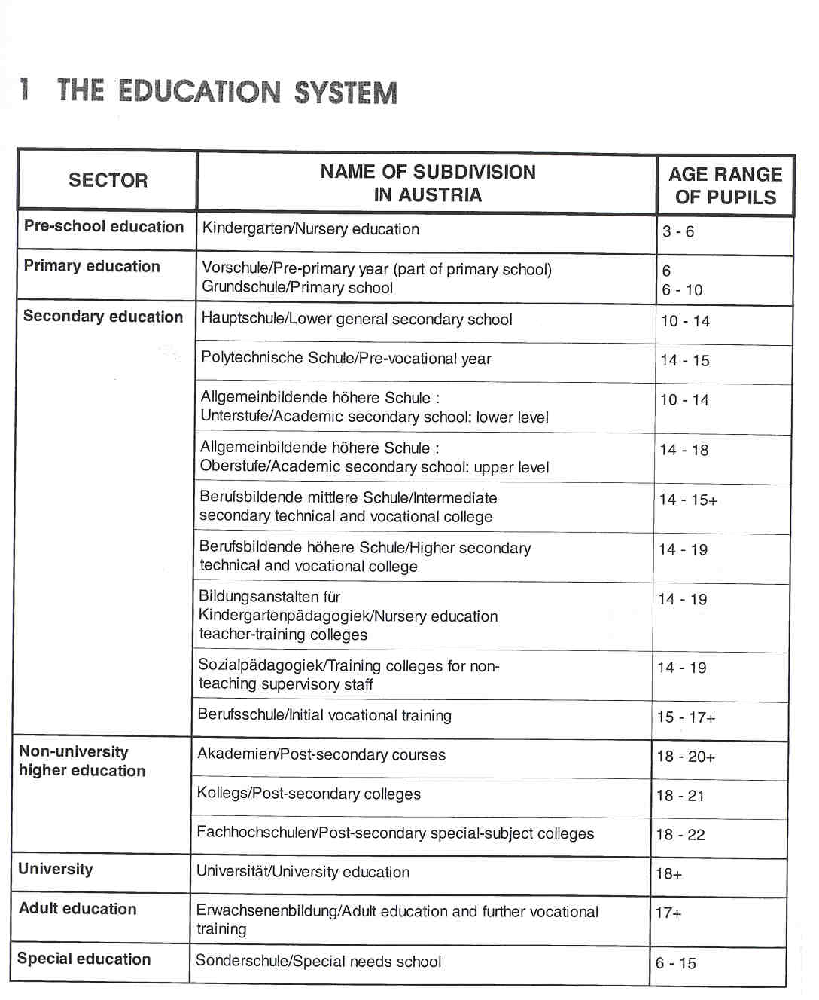 1 THE EDUCATION SYSTEM
SECTOR
NAME OF SUBDIVISION
IN AUSTRIA
AGE RANGE
OF PUPILS
Pre-school education
Kindergarten/Nursery education
3 - 6
Primary education
Vorschule/Pre-primary year (part of primary school)
6
Grundschule/Primary school
6 - 10
Secondary education
Hauptschule/Lower general secondary school
10 - 14
Polytechnische Schule/Pre-vocational year
14 - 15
Allgemeinbildende höhere Schule :
Unterstufe/Academic secondary school: lower level
10 - 14
Allgemeinbildende höhere Schule :
Oberstufe/Academic secondary school: upper level
14 - 18
Berufsbildende mittlere Schule/Intermediate
secondary technical and vocational college
14 - 15+
Berufsbildende höhere Schule/Higher secondary
technical and vocational college
14 - 19
Bildungsanstalten für
Kindergartenpädagogiek/Nursery education
teacher-training colleges
14 - 19
Sozialpädagogiek/Training colleges for non-
teaching supervisory staff
14 - 19
Berufsschule/Initial vocational training
15 - 17+
Non-university
higher education
Akademien/Post-secondary courses
18 - 20+
Kollegs/Post-secondary colleges
18 - 21
Fachhochschulen/Post-secondary special-subject colleges
18 - 22
University
Universität/University education
18+
Adult education
Erwachsenenbildung/Adult education and further vocational
training
17+
Special education
Sonderschule/Special needs school
6 - 15